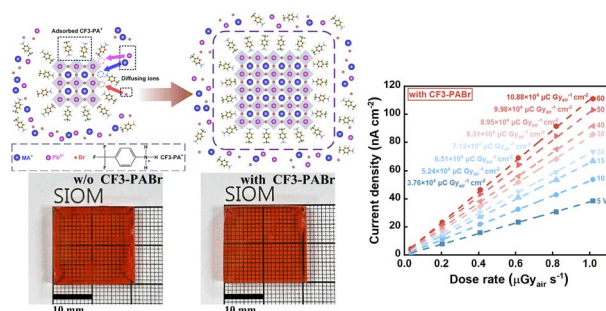 Adsorbed CF3-PA⁺
Diffusing ions
MA⁺ Pb²⁺ Br⁻ F F F N H CF3-PA⁺
w/o CF3-PABr
SIOM
10 mm
with CF3-PABr
SIOM
10 mm
Current density (nA cm⁻²)
120
100
80
60
40
20
0
with CF3-PABr
10.88×10⁴ μC Gyair⁻¹ cm⁻² 60
9.98×10⁴ μC Gyair⁻¹ cm⁻²
8.95×10⁴ μC Gyair⁻¹ cm⁻² 40
8.31×10⁴ μC Gyair⁻¹ cm⁻² 30
7.13×10⁴ μC Gyair⁻¹ cm⁻² 20
6.51×10⁴ μC Gyair⁻¹ cm⁻² 15
5.24×10⁴ μC Gyair⁻¹ cm⁻² 10
3.76×10⁴ μC Gyair⁻¹ cm⁻² 5 V
0.0 0.2 0.4 0.6 0.8 1.0
Dose rate (μGyair s⁻¹)